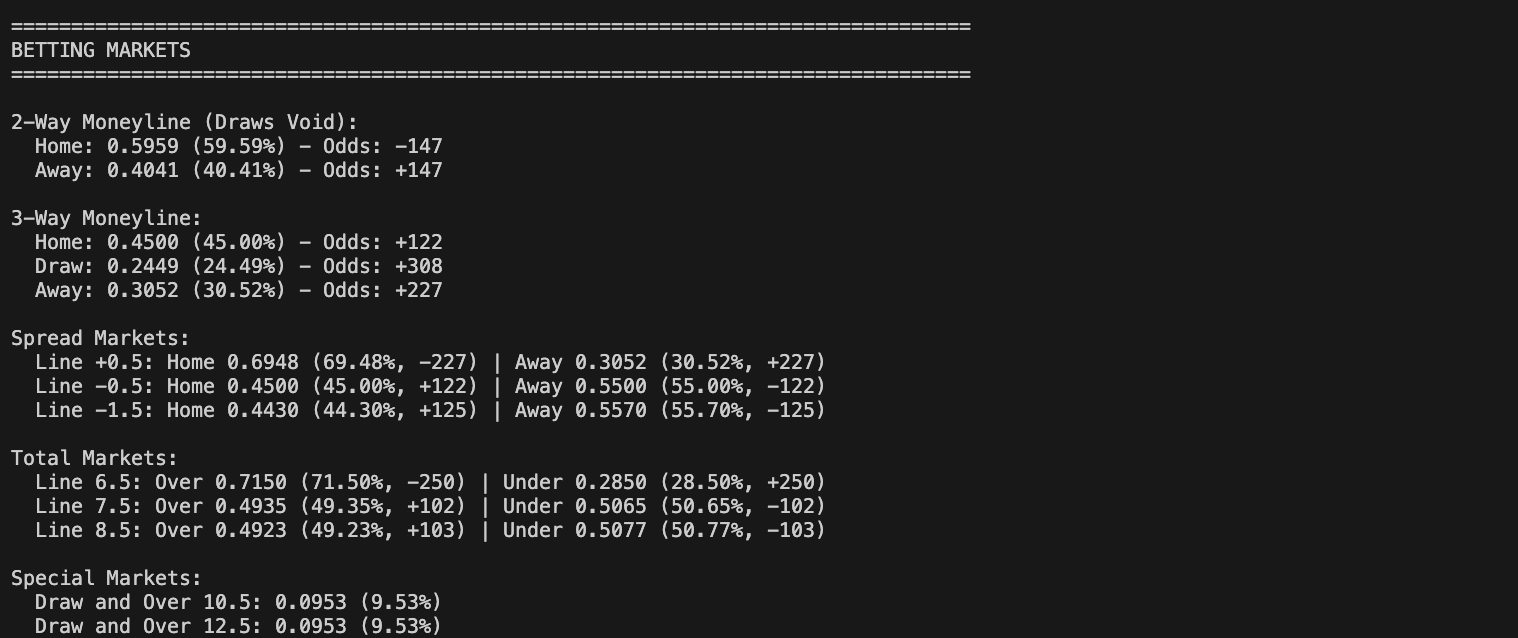 ================================================================================
BETTING MARKETS
================================================================================
2-Way Moneyline (Draws Void):
Home: 0.5959 (59.59%) - Odds: -147
Away: 0.4041 (40.41%) - Odds: +147
3-Way Moneyline:
Home: 0.4500 (45.00%) - Odds: +122
Draw: 0.2449 (24.49%) - Odds: +308
Away: 0.3052 (30.52%) - Odds: +227
Spread Markets:
Line +0.5: Home 0.6948 (69.48%, -227) | Away 0.3052 (30.52%, +227)
Line -0.5: Home 0.4500 (45.00%, +122) | Away 0.5500 (55.00%, -122)
Line -1.5: Home 0.4430 (44.30%, +125) | Away 0.5570 (55.70%, -125)
Total Markets:
Line 6.5: Over 0.7150 (71.50%, -250) | Under 0.2850 (28.50%, +250)
Line 7.5: Over 0.4935 (49.35%, +102) | Under 0.5065 (50.65%, -102)
Line 8.5: Over 0.4923 (49.23%, +103) | Under 0.5077 (50.77%, -103)
Special Markets:
Draw and Over 10.5: 0.0953 (9.53%)
Draw and Over 12.5: 0.0953 (9.53%)